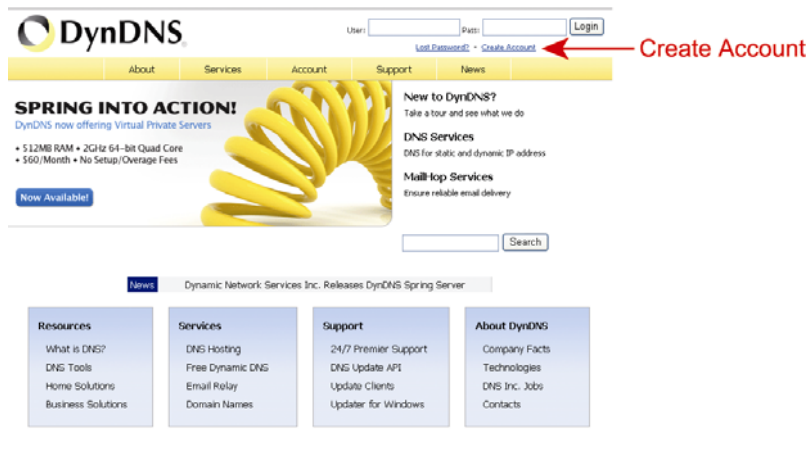 DynDNS
User:
Pass:
Login
Lost Password? - Create Account
Create Account
About Services Account Support News
SPRING INTO ACTION!
DynDNS now offering Virtual Private Servers
• 512MB RAM • 2GHz 64-bit Quad Core
• $60/Month • No Setup/Overage Fees
Now Available!
New to DynDNS?
Take a tour and see what we do
DNS Services
DNS for static and dynamic IP address
MailHop Services
Ensure reliable email delivery
Search
News Dynamic Network Services Inc. Releases DynDNS Spring Server
Resources
What is DNS?
DNS Tools
Home Solutions
Business Solutions
Services
DNS Hosting
Free Dynamic DNS
Email Relay
Domain Names
Support
24/7 Premier Support
DNS Update API
Update Clients
Updater for Windows
About DynDNS
Company Facts
Technologies
DNS Inc. Jobs
Contacts